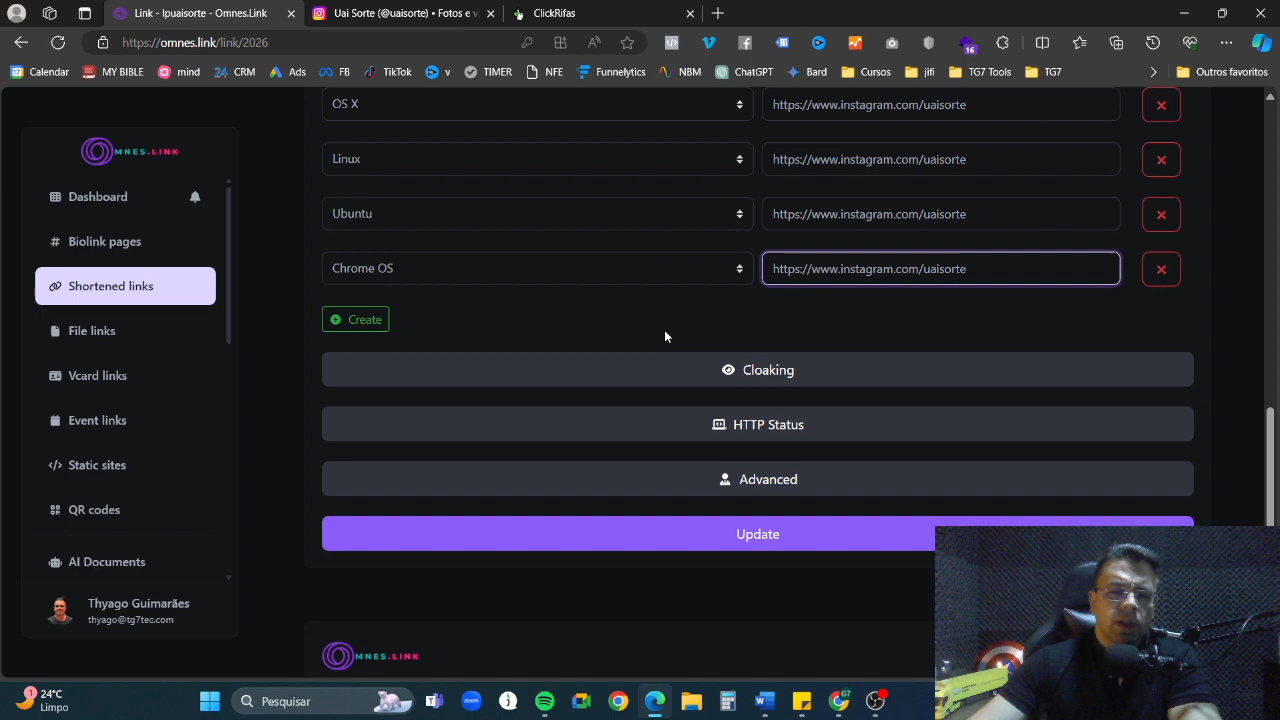 Link - Ipuaisorte - Omnes.Link
Uai Sorte (@uaisorte) • Fotos e v
ClickRifas
https://omnes.link/link/2026
16
Calendar
MY BIBLE
mind
CRM
Ads
FB
TikTok
v
TIMER
NFE
Funnelytics
NBM
ChatGPT
Bard
Cursos
jifi
TG7 Tools
TG7
Outros favoritos
MNES.LINK
Dashboard
Biolink pages
Shortened links
File links
Vcard links
Event links
Static sites
QR codes
AI Documents
Thyago Guimarães
thyago@tg7tec.com
OS X
https://www.instagram.com/uaisorte
Linux
https://www.instagram.com/uaisorte
Ubuntu
https://www.instagram.com/uaisorte
Chrome OS
https://www.instagram.com/uaisorte
Create
Cloaking
HTTP Status
Advanced
Update
MNES.LINK
1
24°C
Limpo
Pesquisar